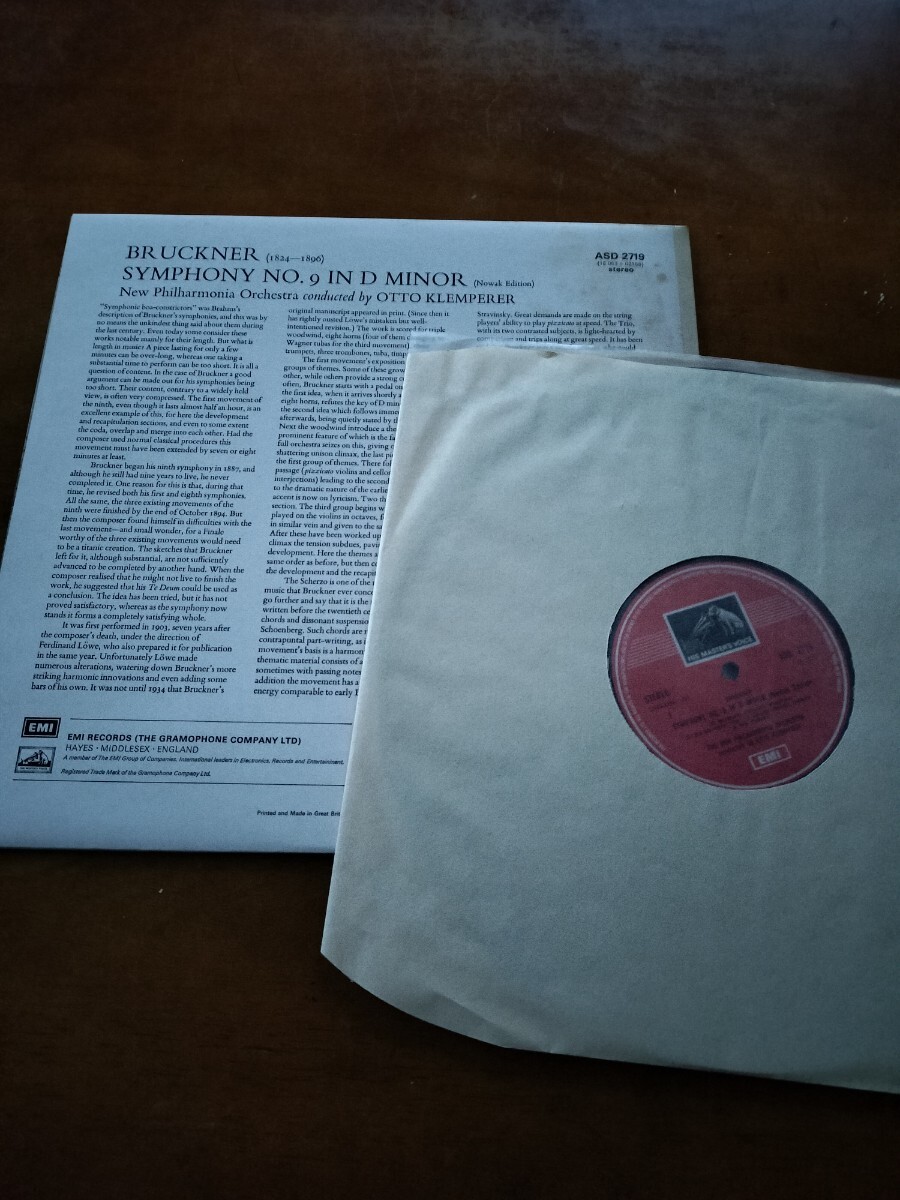 BRUCKNER (1824—1896)
SYMPHONY NO. 9 IN D MINOR (Nowak Edition)
New Philharmonia Orchestra conducted by OTTO KLEMPERER
ASD 2719
stereo
"Symphonic boa-constrictors" was Brahm's
description of Bruckner's symphonies, and this was by
no means the unkindest thing said about them during
the last century. Even today some consider these
works notable mainly for their length. But what is
length in music? A piece lasting for only a few
minutes can be over-long, whereas one taking a
substantial time to perform can be too short. It is all a
question of content. In the case of Bruckner a good
argument can be made out for his symphonies being
too short. Their content, contrary to a widely held
view, is often very compressed. The first movement of
the ninth, even though it lasts almost half an hour, is an
excellent example of this, for here the development
and recapitulation sections, and even to some extent
the coda, overlap and merge into each other. Had the
composer used normal classical procedures this
movement must have been extended by seven or eight
minutes at least.
Bruckner began his ninth symphony in 1887, and
although he still had nine years to live, he never
completed it. One reason for this is that, during that
time, he revised both his first and eighth symphonies.
All the same, the three existing movements of the
ninth were finished by the end of October 1894. But
then the composer found himself in difficulties with the
last movement—and small wonder, for a Finale
worthy of the three existing movements would need
to be a titanic creation. The sketches that Bruckner
left for it, although substantial, are not sufficiently
advanced to be completed by another hand. When the
composer realised that he might not live to finish the
work, he suggested that his Te Deum could be used as
a conclusion. The idea has been tried, but it has not
proved satisfactory, whereas as the symphony now
stands it forms a completely satisfying whole.
It was first performed in 1903, seven years after
the composer's death, under the direction of
Ferdinand Löwe, who also prepared it for publication
in the same year. Unfortunately Löwe made
numerous alterations, watering down Bruckner's more
striking harmonic innovations and even adding some
bars of his own. It was not until 1934 that Bruckner's
original manuscript appeared in print. (Since then it
has rightly ousted Löwe's mistaken but well-
intentioned revision.) The work is scored for triple
woodwind, eight horns (four of them
Wagner tubas for the third movement)
trumpets, three trombones, tuba,
The first movement's exposition
groups of themes. Some of these
other, while others provide a strong
often, Bruckner starts with a pedal
the first idea, when it arrives shortly
eight horns, refutes the key of D
the second idea which follows
afterwards, being quietly stated by
Next the woodwind introduce a
prominent feature of which is the
full orchestra seizes on this, giving
shattering unison climax, the last
the first group of themes. There
passage (pizzicato violins and
interjections) leading to the second
to the dramatic nature of the
accent is now on lyricism. Two
section. The third group begins
played on the violins in octaves,
in similar vein and given to the
After these have been worked up
climax the tension subdues,
development. Here the themes
same order as before, but then
the development and the
The Scherzo is one of the
music that Bruckner ever
go further and say that it is the
written before the twentieth
chords and dissonant
Schoenberg. Such chords are
contrapuntal part-writing, as
movement's basis is a
thematic material consists of
sometimes with passing notes
addition the movement has a
energy comparable to early
Stravinsky. Great demands are made on the string
players' ability to play pizzicato at speed. The Trio,
with its two contrasted subjects, is light-hearted by
and trips along at great speed. It has been
EMI
EMI RECORDS (THE GRAMOPHONE COMPANY LTD)
HAYES · MIDDLESEX · ENGLAND
A member of The EMI Group of Companies. International leaders in Electronics, Records and Entertainment.
Registered Trade Mark of the Gramophone Company Ltd.
Printed and Made in Great
HIS MASTER'S VOICE
STEREO
EMI